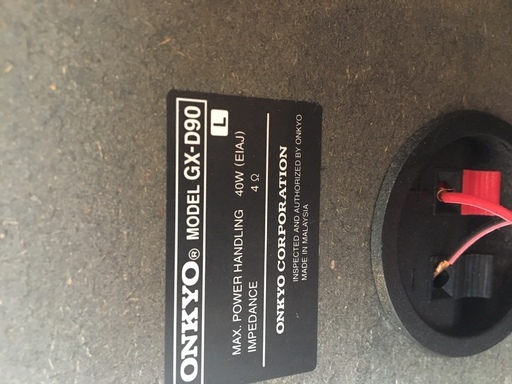 ONKYO® MODEL GX-D90
L
MAX. POWER HANDLING 40W (EIAJ)
IMPEDANCE 4 Ω
ONKYO CORPORATION
INSPECTED AND AUTHORIZED BY ONKYO
MADE IN MALAYSIA